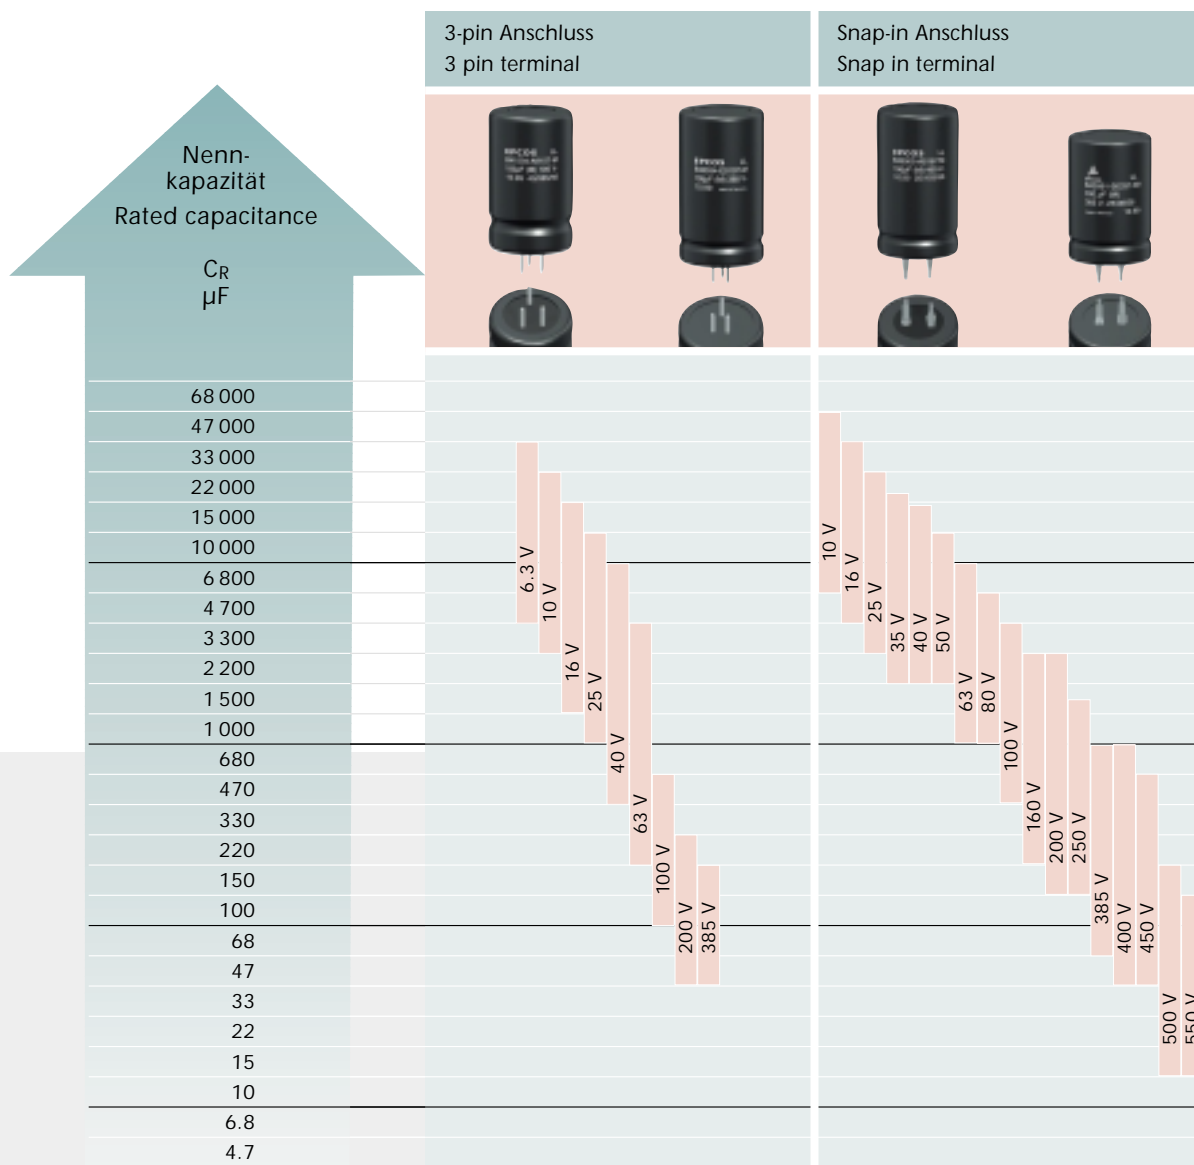 3-pin Anschluss
3 pin terminal
Snap-in Anschluss
Snap in terminal
Nenn-
kapazität
Rated capacitance
CR
µF
68 000
47 000
33 000
22 000
15 000
10 000
6 800
4 700
3 300
2 200
1 500
1 000
680
470
330
220
150
100
68
47
33
22
15
10
6.8
4.7
6.3 V
10 V
16 V
25 V
40 V
63 V
100 V
200 V
385 V
10 V
16 V
25 V
35 V
40 V
50 V
63 V
80 V
100 V
160 V
200 V
250 V
385 V
400 V
450 V
500 V
550 V